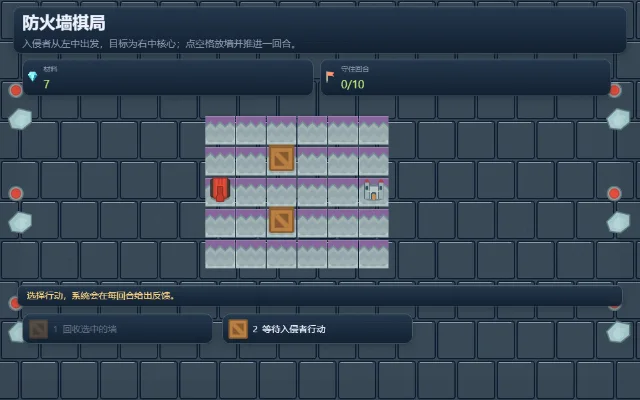 防火墙棋局
入侵者从左中出发，目标为右中核心；点空格放墙并推进一回合。
材料
7
守住回合
0/10
选择行动，系统会在每回合给出反馈。
1 回收选中的墙
2 等待入侵者行动